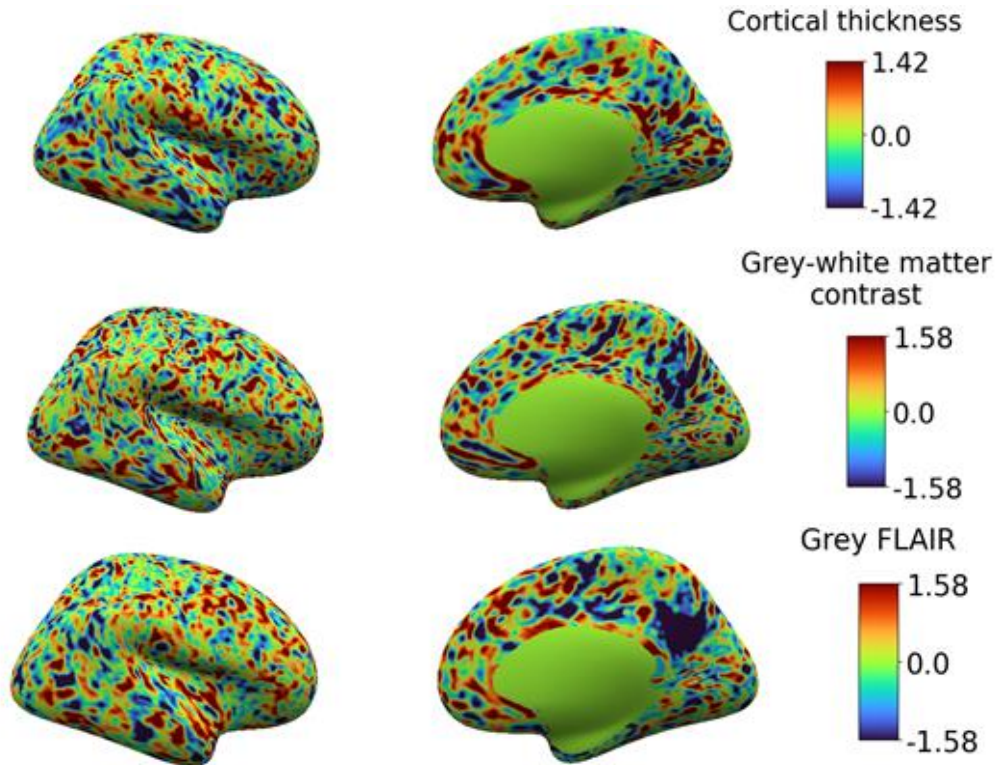 Cortical thickness
1.42
0.0
-1.42
Grey-white matter
contrast
1.58
0.0
-1.58
Grey FLAIR
1.58
0.0
-1.58